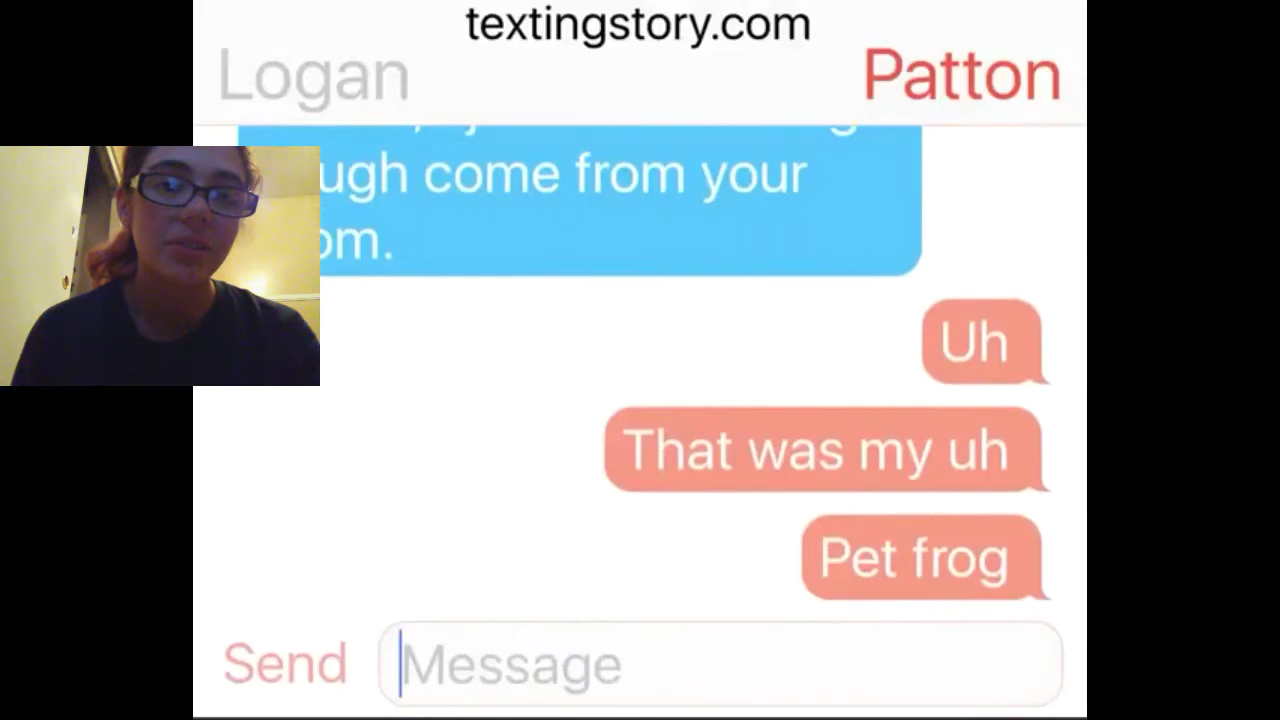 textingstory.com
Logan
Patton
ugh come from your
om.
Uh
That was my uh
Pet frog
Send
Message